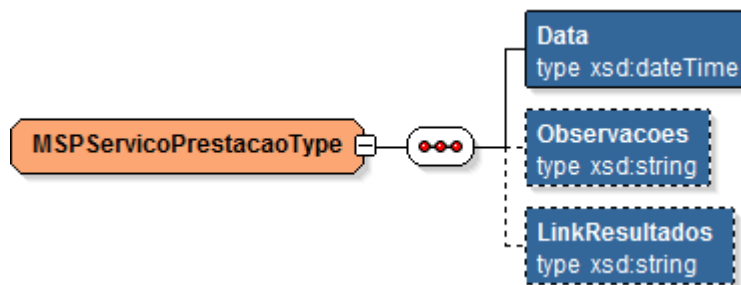 Data
type xsd:dateTime
MSPServicoPrestacaoType
Observacoes
type xsd:string
LinkResultados
type xsd:string